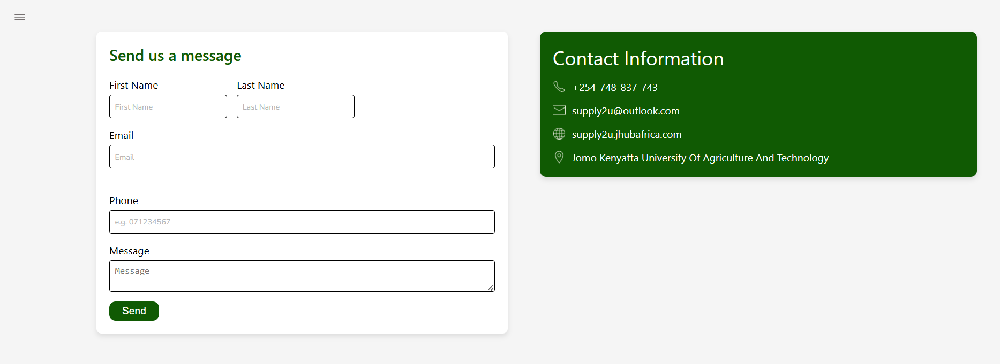 Send us a message
First Name
Last Name
First Name
Last Name
Email
Email
Phone
e.g. 071234567
Message
Message
Send
Contact Information
+254-748-837-743
supply2u@outlook.com
supply2u.jhubafrica.com
Jomo Kenyatta University Of Agriculture And Technology